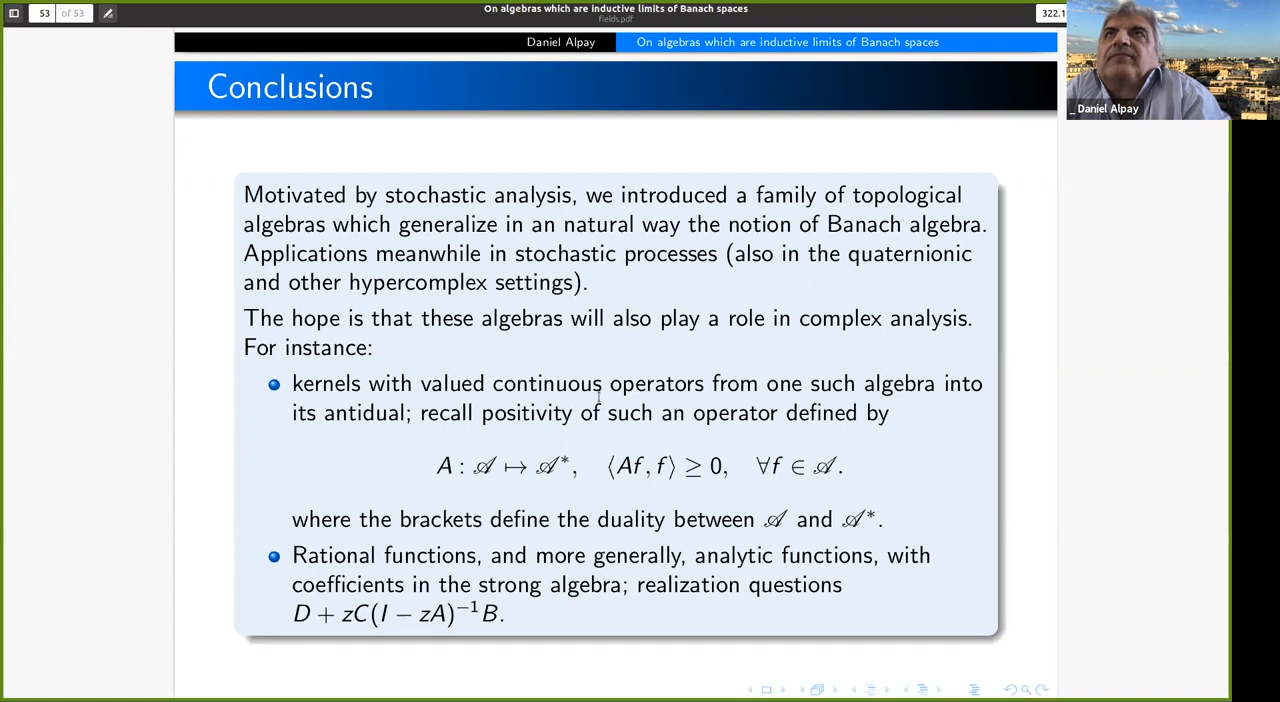 53 of 53
On algebras which are inductive limits of Banach spaces
fields.pdf
322.1
Daniel Alpay
On algebras which are inductive limits of Banach spaces
_ Daniel Alpay
Conclusions
Motivated by stochastic analysis, we introduced a family of topological
algebras which generalize in an natural way the notion of Banach algebra.
Applications meanwhile in stochastic processes (also in the quaternionic
and other hypercomplex settings).
The hope is that these algebras will also play a role in complex analysis.
For instance:
kernels with valued continuous operators from one such algebra into
its antidual; recall positivity of such an operator defined by
A : 𝒜 ↦ 𝒜*, ⟨Af, f⟩ ≥ 0, ∀f ∈ 𝒜.
where the brackets define the duality between 𝒜 and 𝒜*.
Rational functions, and more generally, analytic functions, with
coefficients in the strong algebra; realization questions
D + zC(I − zA)⁻¹B.